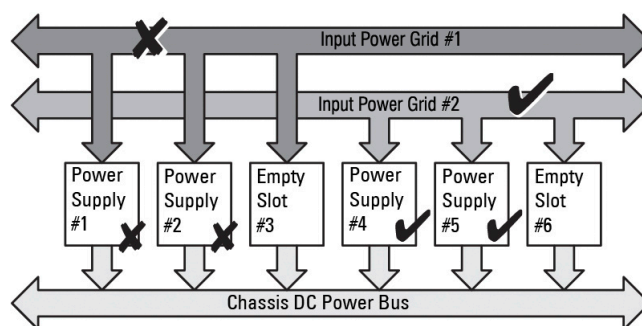 Input Power Grid #1
Input Power Grid #2
Power
Supply
#1
Power
Supply
#2
Empty
Slot
#3
Power
Supply
#4
Power
Supply
#5
Empty
Slot
#6
Chassis DC Power Bus